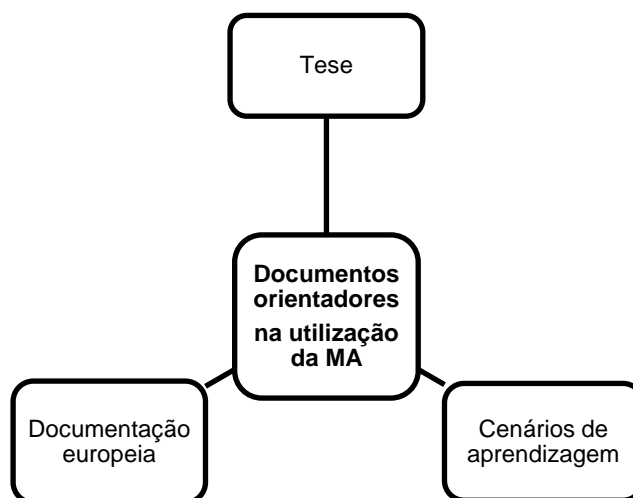 Tese
Documentos
orientadores
na utilização
da MA
Documentação
europeia
Cenários de
aprendizagem